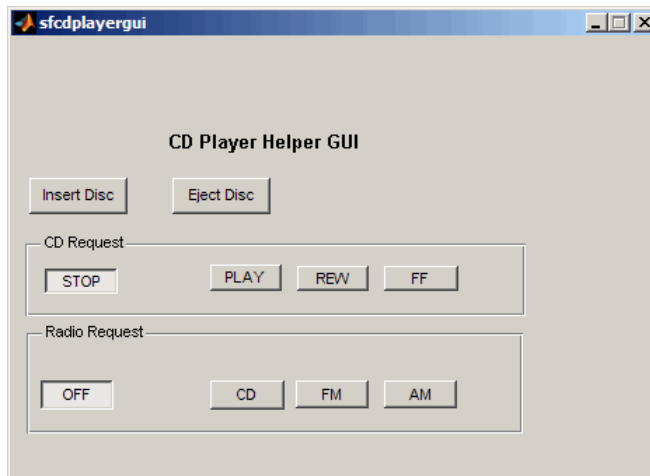 sfcdplayergui
CD Player Helper GUI
Insert Disc Eject Disc
CD Request
STOP PLAY REW FF
Radio Request
OFF CD FM AM